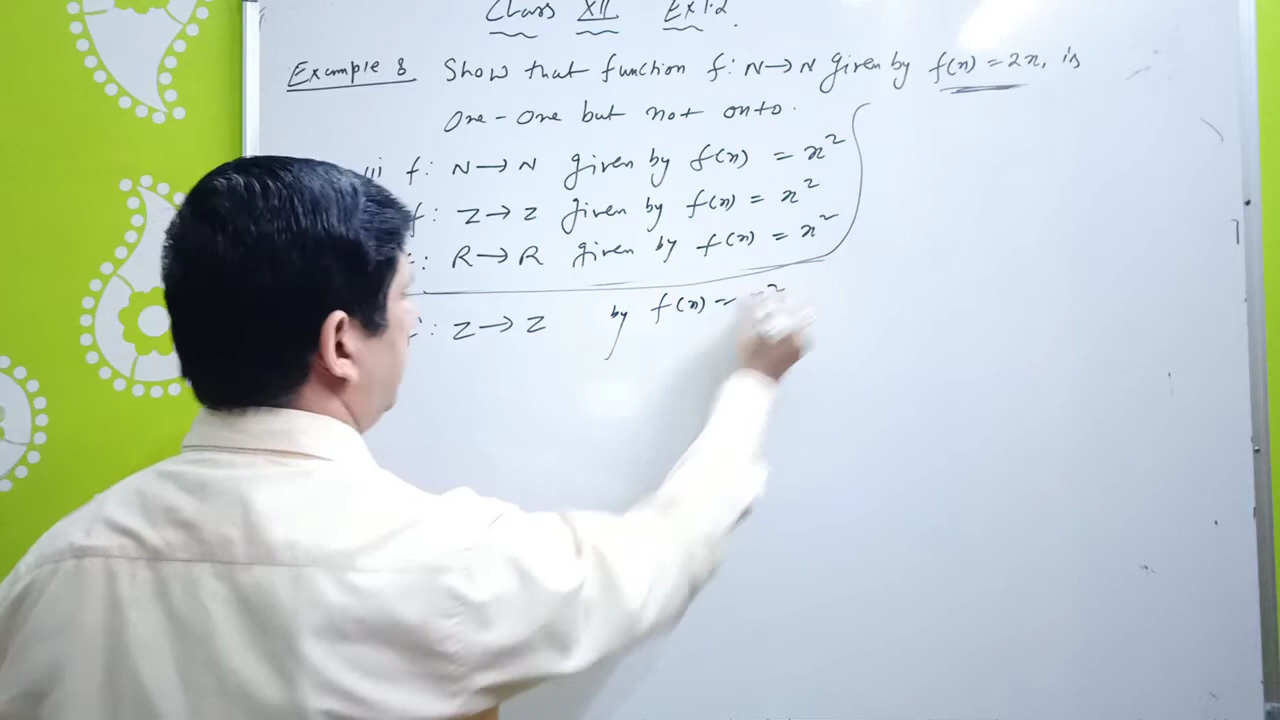 Class XII Ex 1.2
Example 8 Show that function f: N→N given by f(x) = 2x, is
One-One but not onto.
f: N→N given by f(x) = x²
f: Z→Z given by f(x) = x²
: R→R given by f(x) = x²
: Z→Z by f(x) =